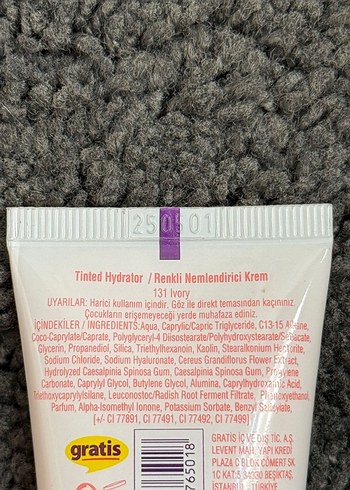 250501
Tinted Hydrator / Renkli Nemlendirici Krem
131 Ivory
UYARILAR: Harici kullanım içindir. Göz ile direkt temasından kaçınınız.
Çocukların erişemeyeceği yerde muhafaza ediniz.
İÇİNDEKİLER / INGREDIENTS:Aqua, Caprylic/Capric Triglyceride, C13-15 Alkane,
Coco-Caprylate/Caprate, Polyglyceryl-4 Diisostearate/Polyhydroxystearate/Sebacate,
Glycerin, Propanediol, Silica, Triethylhexanoin, Kaolin, Stearalkonium Hectorite,
Sodium Chloride, Sodium Hyaluronate, Cereus Grandiflorus Flower Extract,
Hydrolyzed Caesalpinia Spinosa Gum, Caesalpinia Spinosa Gum, Propylene
Carbonate, Caprylyl Glycol, Butylene Glycol, Alumina, Caprylhydroxamic Acid,
Triethoxycaprylylsilane, Leuconostoc/Radish Root Ferment Filtrate, Phenoxyethanol,
Parfum, Alpha-Isomethyl Ionone, Potassium Sorbate, Benzyl Salicylate,
[+/- CI 77891, CI 77491, CI 77492, CI 77499]
gratis
765018
GRATİS İÇ VE DIŞ TİC. A.Ş.
LEVENT MAH. YAPI KREDİ
PLAZA C BLOK CÖMERT SK.
1C KAT:5 34330 BEŞİKTAŞ,
İSTANBUL TÜRKİYE